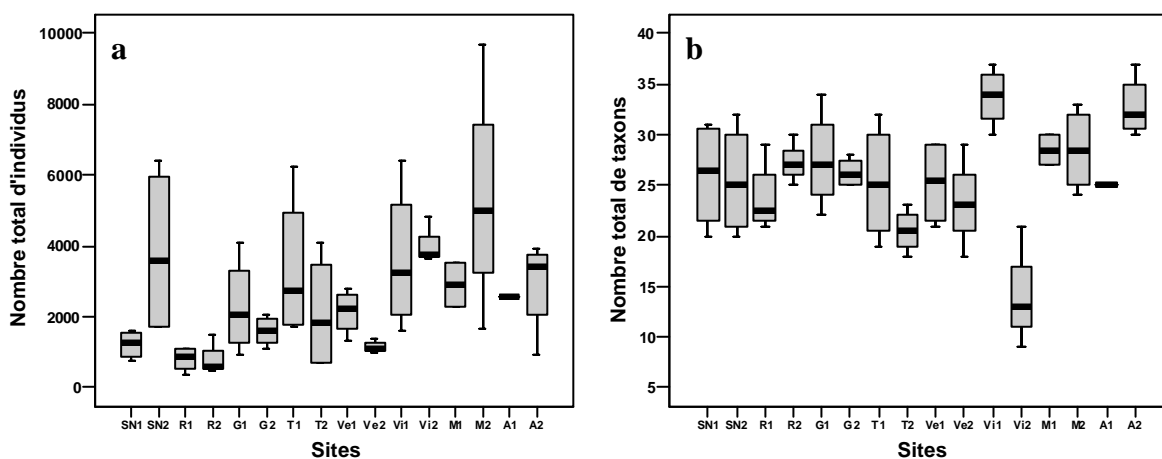 a
Nombre total d'individus
10000
8000
6000
4000
2000
0
SN1 SN2 R1 R2 G1 G2 T1 T2 Ve1 Ve2 Vi1 Vi2 M1 M2 A1 A2
Sites
b
Nombre total de taxons
40
35
30
25
20
15
10
5
SN1 SN2 R1 R2 G1 G2 T1 T2 Ve1 Ve2 Vi1 Vi2 M1 M2 A1 A2
Sites